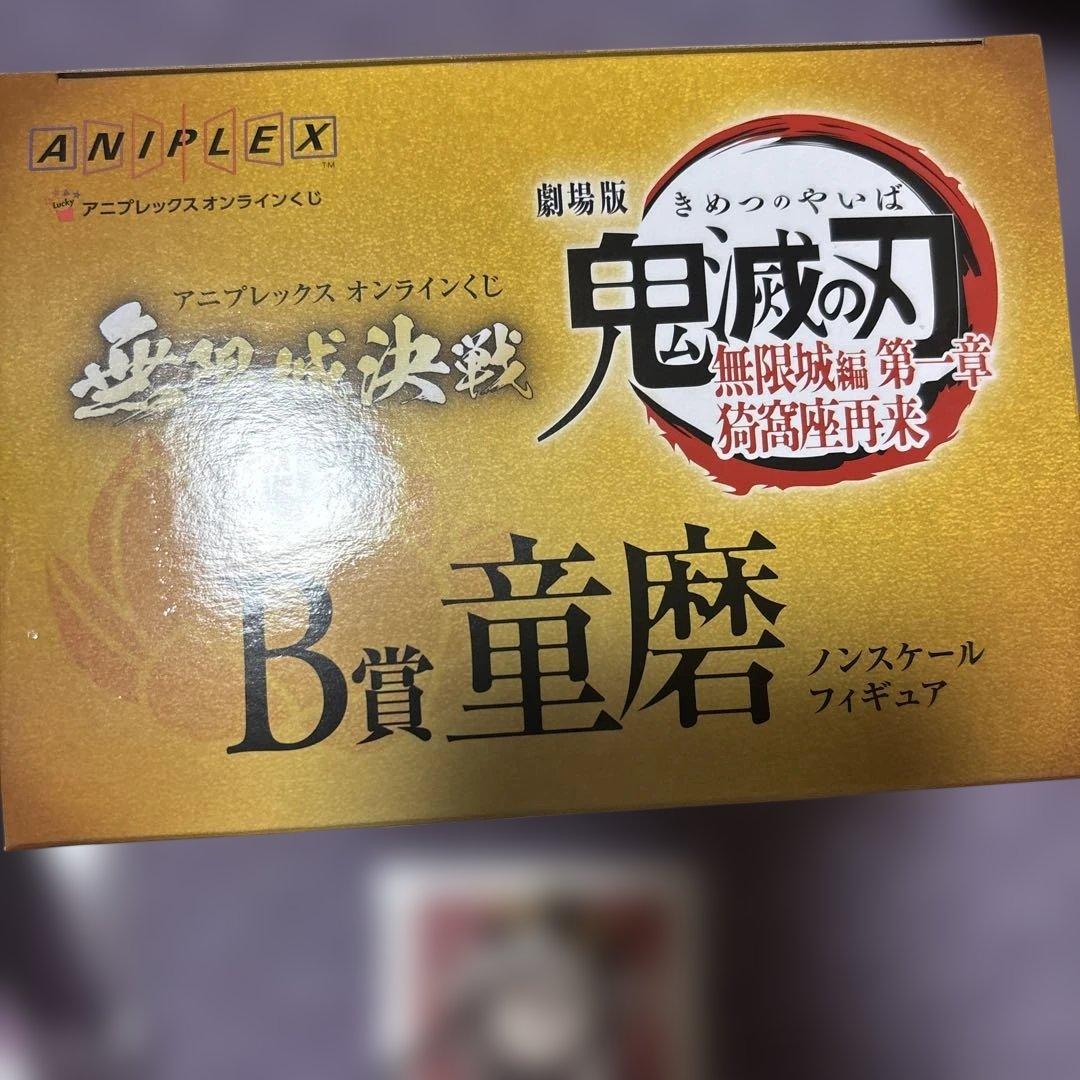 ANIPLEX
TM
Lucky
アニプレックス オンラインくじ
アニプレックス オンラインくじ
無限城決戦
劇場版
きめつのやいば
鬼滅の刃
無限城編 第一章
猗窩座再来
B賞 童磨
ノンスケール
フィギュア